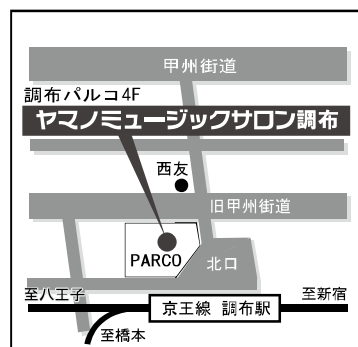 甲州街道
調布パルコ4F
ヤマノミュージックサロン調布
西友
旧甲州街道
PARCO
北口
至八王子
至新宿
京王線 調布駅
至橋本